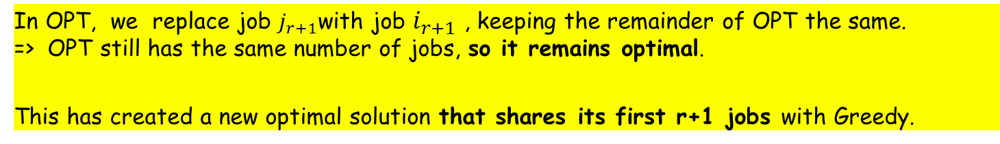 In OPT, we replace job $j_{r+1}$with job $i_{r+1}$ , keeping the remainder of OPT the same.
=> OPT still has the same number of jobs, so it remains optimal.
This has created a new optimal solution that shares its first r+1 jobs with Greedy.